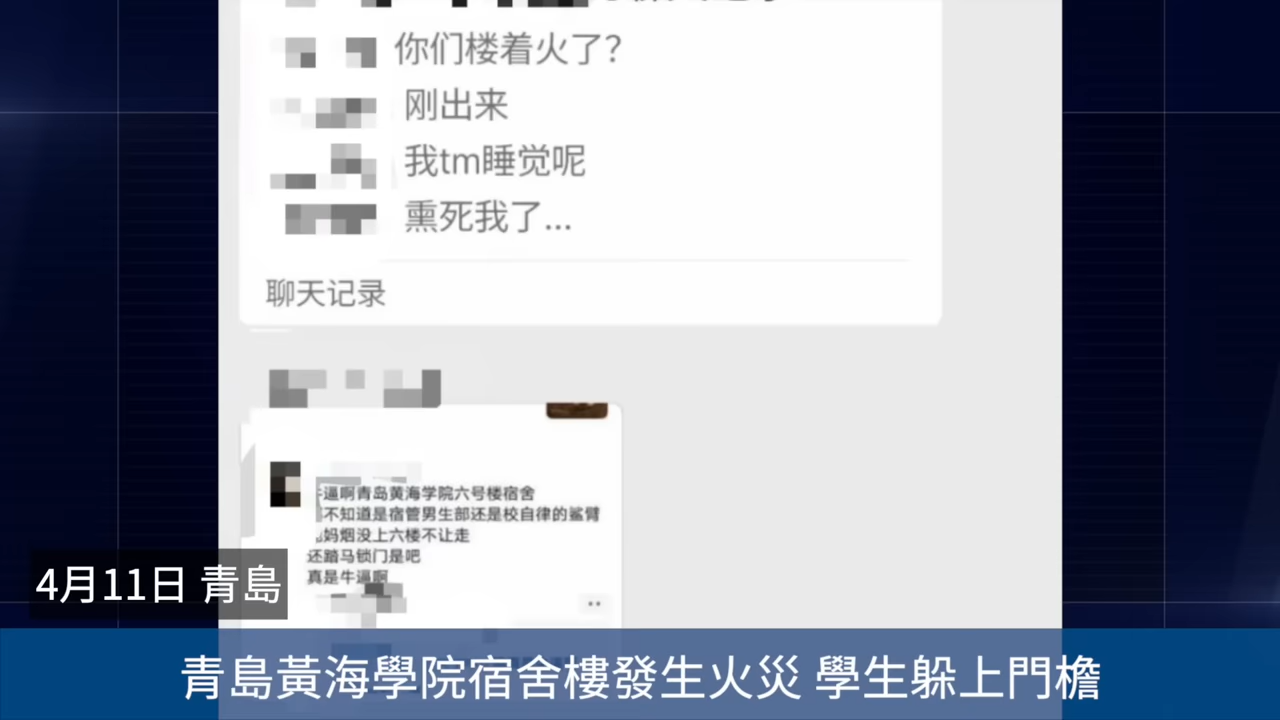 你们楼着火了？
刚出来
我tm睡觉呢
熏死我了...
聊天记录
逼啊青岛黄海学院六号楼宿舍
不知道是宿管男生部还是校自律的鲨臂
妈烟没上六楼不让走
还踏马锁门是吧
真是牛逼啊
4月11日 青島
青島黃海學院宿舍樓發生火災 學生躲上門檐